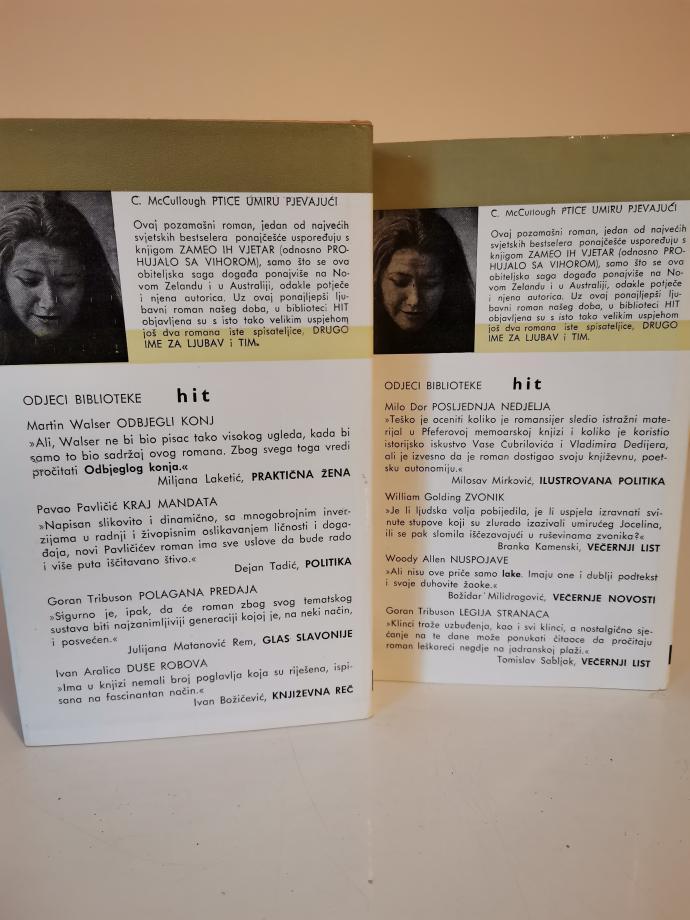 C. McCullough PTICE UMIRU PJEVAJUĆI
Ovaj pozamašni roman, jedan od najvećih
svjetskih bestselera ponajčešće uspoređuju s
knjigom ZAMEO IH VJETAR (odnosno PRO-
HUJALO SA VIHOROM), samo što se ova
obiteljska saga događa ponajviše na No-
vom Zelandu i u Australiji, odakle potječe
i njena autorica. Uz ovaj ponajljepši lju-
bavni roman našeg doba, u biblioteci HIT
objavljena su s isto tako velikim uspjehom
još dva romana iste spisateljice, DRUGO
IME ZA LJUBAV i TIM.
ODJECI BIBLIOTEKE hit
Martin Walser ODBJEGLI KONJ
»Ali, Walser ne bi bio pisac tako visokog ugleda, kada bi
samo to bio sadržaj ovog romana. Zbog svega toga vredi
pročitati Odbjeglog konja.«
Miljana Laketić, PRAKTIČNA ŽENA
Pavao Pavličić KRAJ MANDATA
»Napisan slikovito i dinamično, sa mnogobrojnim inver-
zijama u radnji i živopisnim oslikavanjem ličnosti i doga-
đaja, novi Pavličićev roman ima sve uslove da bude rado
i više puta iščitavano štivo.«
Dejan Tadić, POLITIKA
Goran Tribuson POLAGANA PREDAJA
»Sigurno je, ipak, da će roman zbog svog tematskog
sustava biti najzanimljiviji generaciji kojoj je, na neki način,
i posvećen.«
Julijana Matanović Rem, GLAS SLAVONIJE
Ivan Aralica DUŠE ROBOVA
»Ima u knjizi nemali broj poglavlja koja su riješena, ispi-
sana na fascinantan način.«
Ivan Božičević, KNJIŽEVNA REČ
C. McCullough PTICE UMIRU PJEVAJUĆI
Ovaj pozamašni roman, jedan od najvećih
svjetskih bestselera ponajčešće uspoređuju s
knjigom ZAMEO IH VJETAR (odnosno PRO-
HUJALO SA VIHOROM), samo što se ova
obiteljska saga događa ponajviše na No-
vom Zelandu i u Australiji, odakle potječe
i njena autorica. Uz ovaj ponajljepši lju-
bavni roman našeg doba, u biblioteci HIT
objavljena su s isto tako velikim uspjehom
još dva romana iste spisateljice, DRUGO
IME ZA LJUBAV i TIM.
ODJECI BIBLIOTEKE hit
Milo Dor POSLJEDNJA NEDJELJA
»Teško je oceniti koliko je romansijer sledio istražni mate-
rijal u Pfeferovoj memoarskoj knjizi i koliko je koristio
istorijsko iskustvo Vase Čubrilovića i Vladimira Dedijera,
ali je izvesno da je roman dostigao svoju književnu, poet-
sku autonomiju.«
Milosav Mirković, ILUSTROVANA POLITIKA
William Golding ZVONIK
»Je li ljudska volja pobijedila, je li uspjela izravnati svi-
nute stupove koji su zlurado izazivali umirućeg Jocelina,
ili se pak slomila iščezavajući u ruševinama zvonika?«
Branka Kamenski, VEČERNJI LIST
Woody Allen NUSPOJAVE
»Ali nisu ove priče samo lake. Imaju one i dublji podtekst
i svoje duhovite žaoke.«
Božidar Milidragović, VEČERNJE NOVOSTI
Goran Tribuson LEGIJA STRANACA
»Klinci traže uzbuđenja, kao i svi klinci, a nostalgično sje-
ćanje na te dane može ponukati čitaoce da pročitaju
roman leškareći negdje na jadranskoj plaži.«
Tomislav Sabljak, VEČERNJI LIST